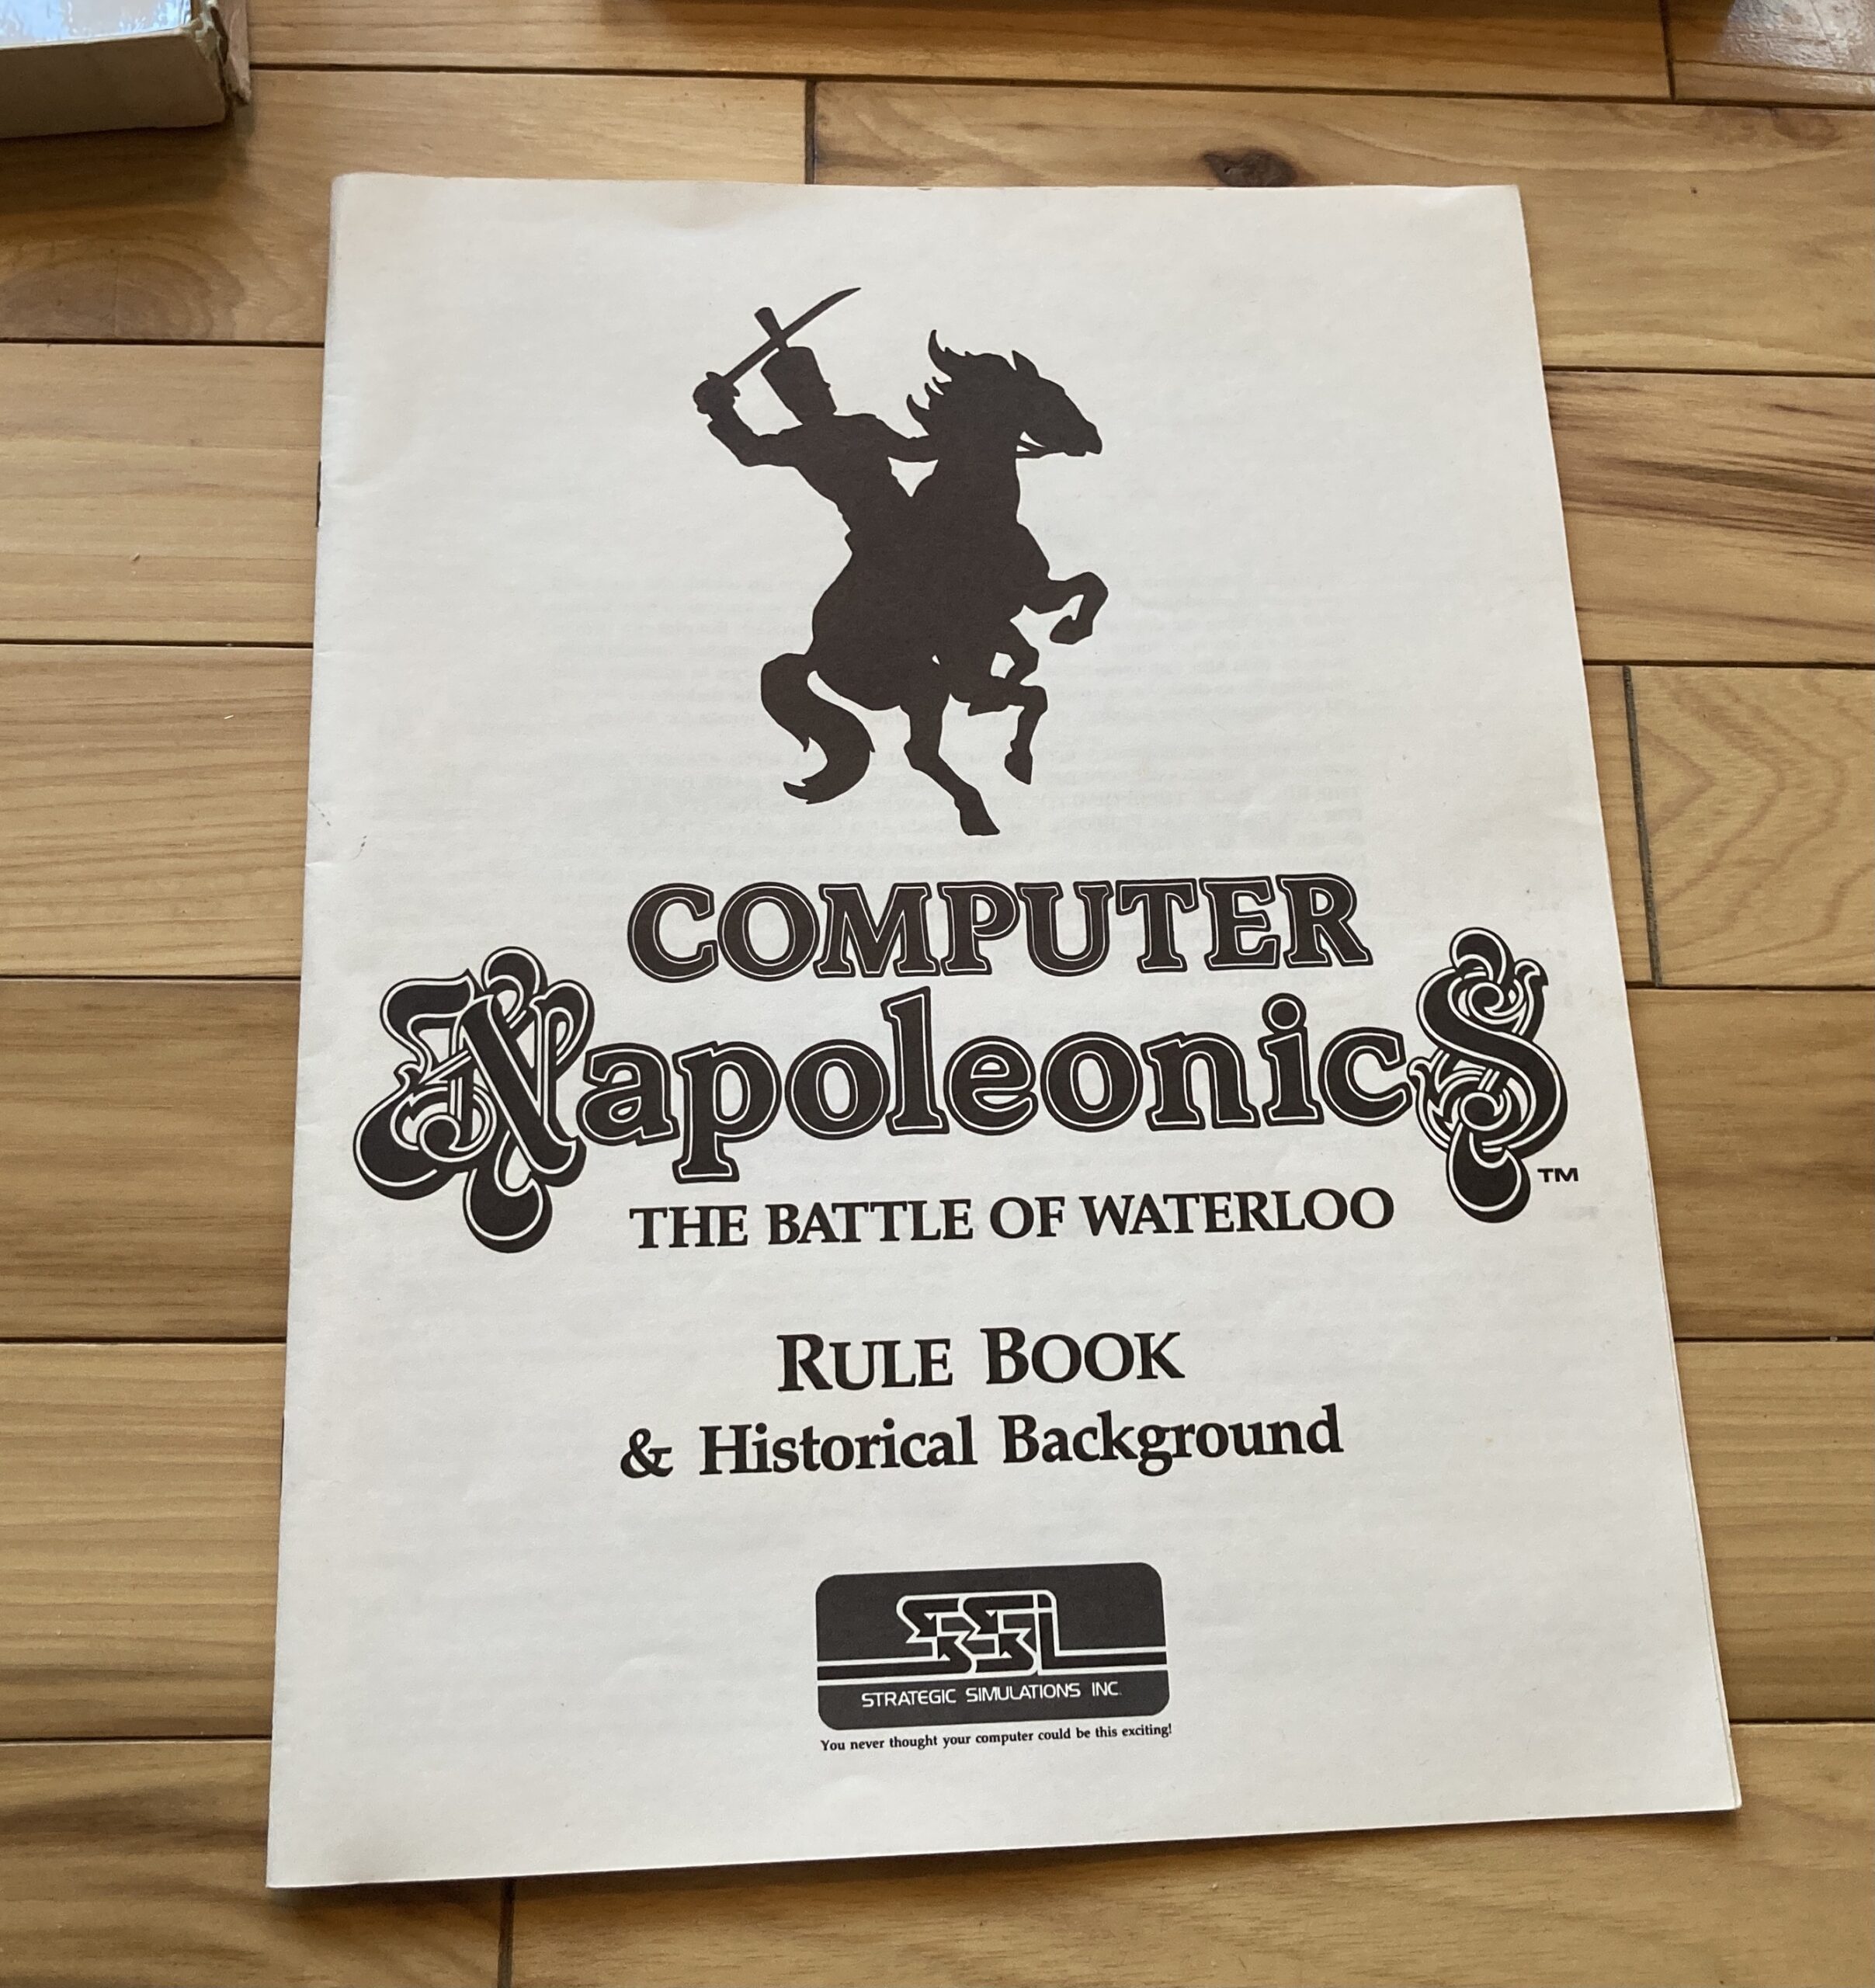 COMPUTER
NapoleonicS
TM
THE BATTLE OF WATERLOO
RULE BOOK
& Historical Background
SSI
STRATEGIC SIMULATIONS INC.
You never thought your computer could be this exciting!